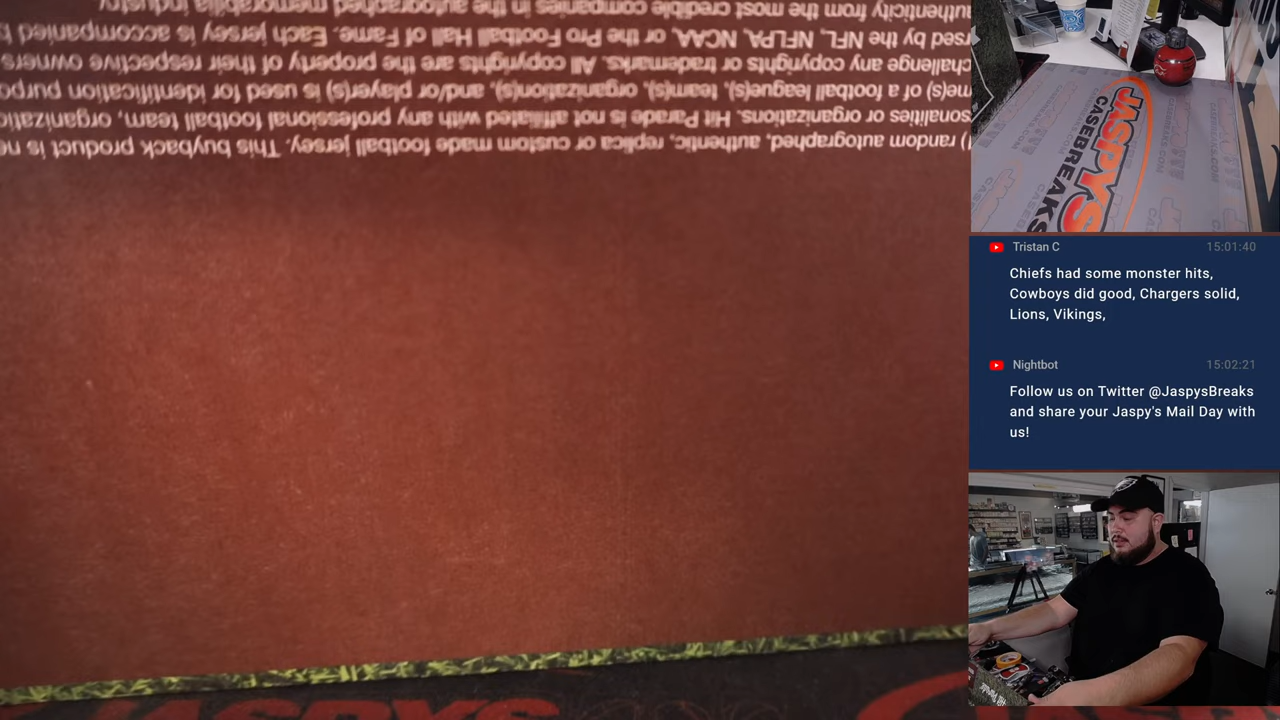 ) random autographed, authentic, replica or custom made football jersey. This buyback product is
sonalities or organizations. Hit Parade is not affiliated with any professional football team,
me(s) of a football league(s), team(s), organization(s), and/or player(s) is used for identification
challenge any copyrights or trademarks. All copyrights are the property of their respective owners
by the NFL, NFLPA, NCAA, or the Pro Football Hall of Fame. Each jersey is accompanied
authenticity from the most credible companies in the autographed memorabilia industry.
JASPYS
CASEBREAKS
Tristan C 15:01:40
Chiefs had some monster hits,
Cowboys did good, Chargers solid,
Lions, Vikings,
Nightbot 15:02:21
Follow us on Twitter @JaspysBreaks
and share your Jaspy's Mail Day with
us!
JASPYS